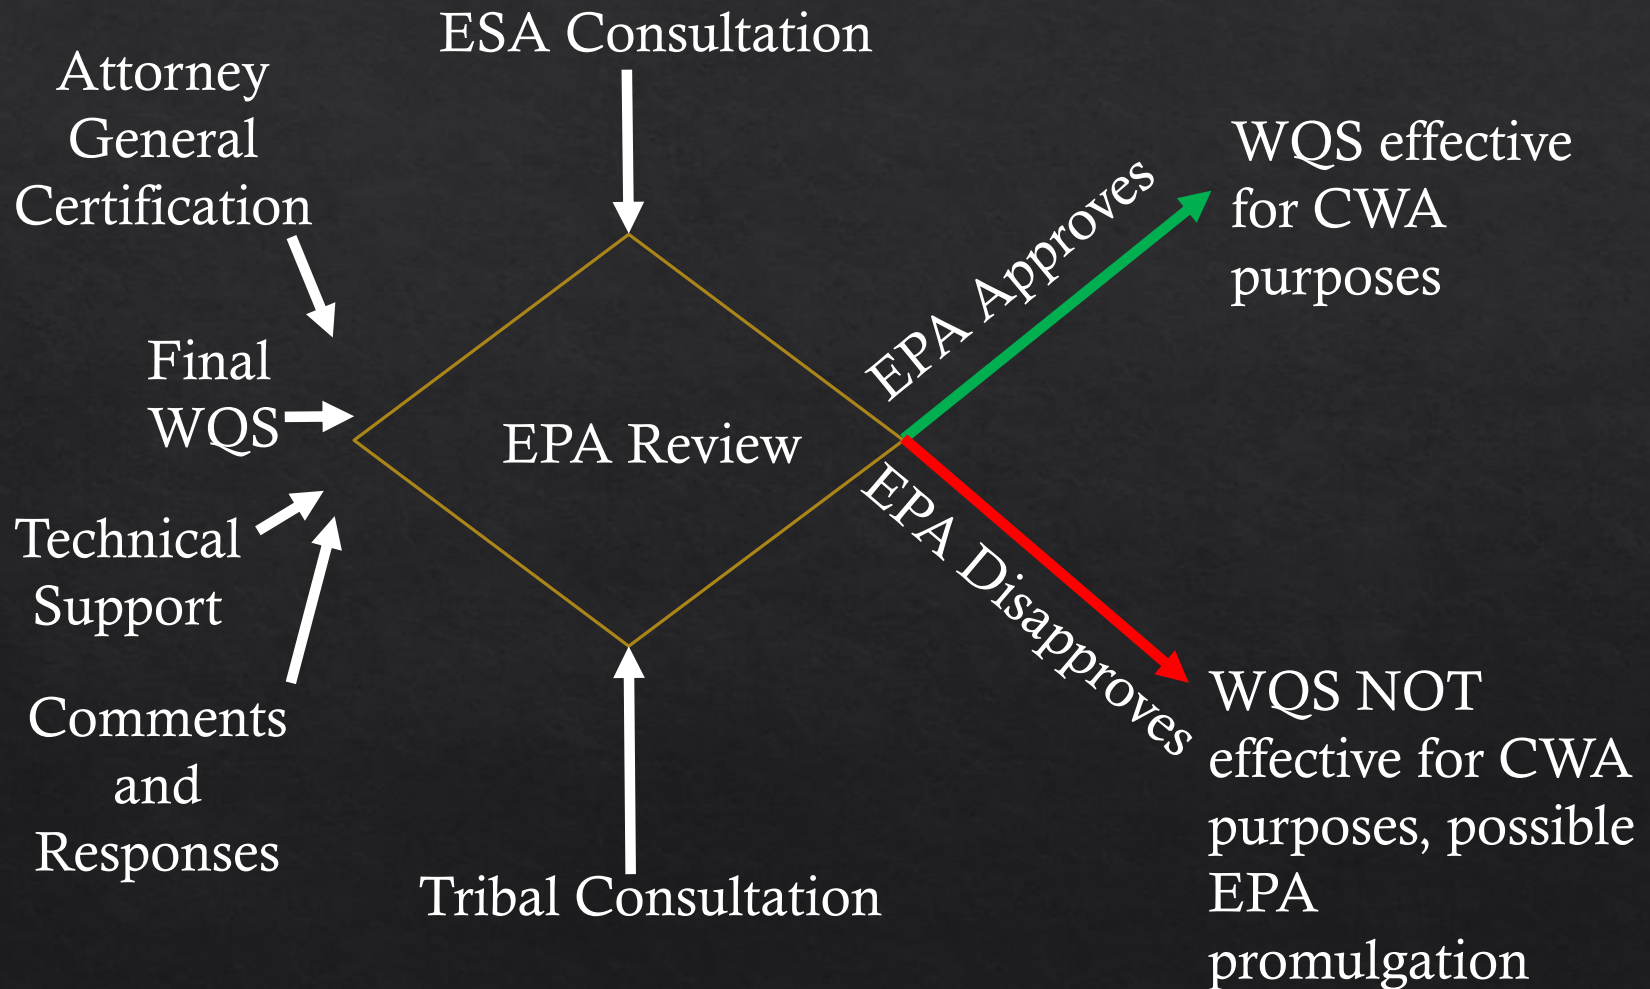 ESA Consultation
Attorney
General
Certification
Final
WQS
Technical
Support
Comments
and
Responses
EPA Review
Tribal Consultation
EPA Approves
WQS effective
for CWA
purposes
EPA Disapproves
WQS NOT
effective for CWA
purposes, possible
EPA
promulgation